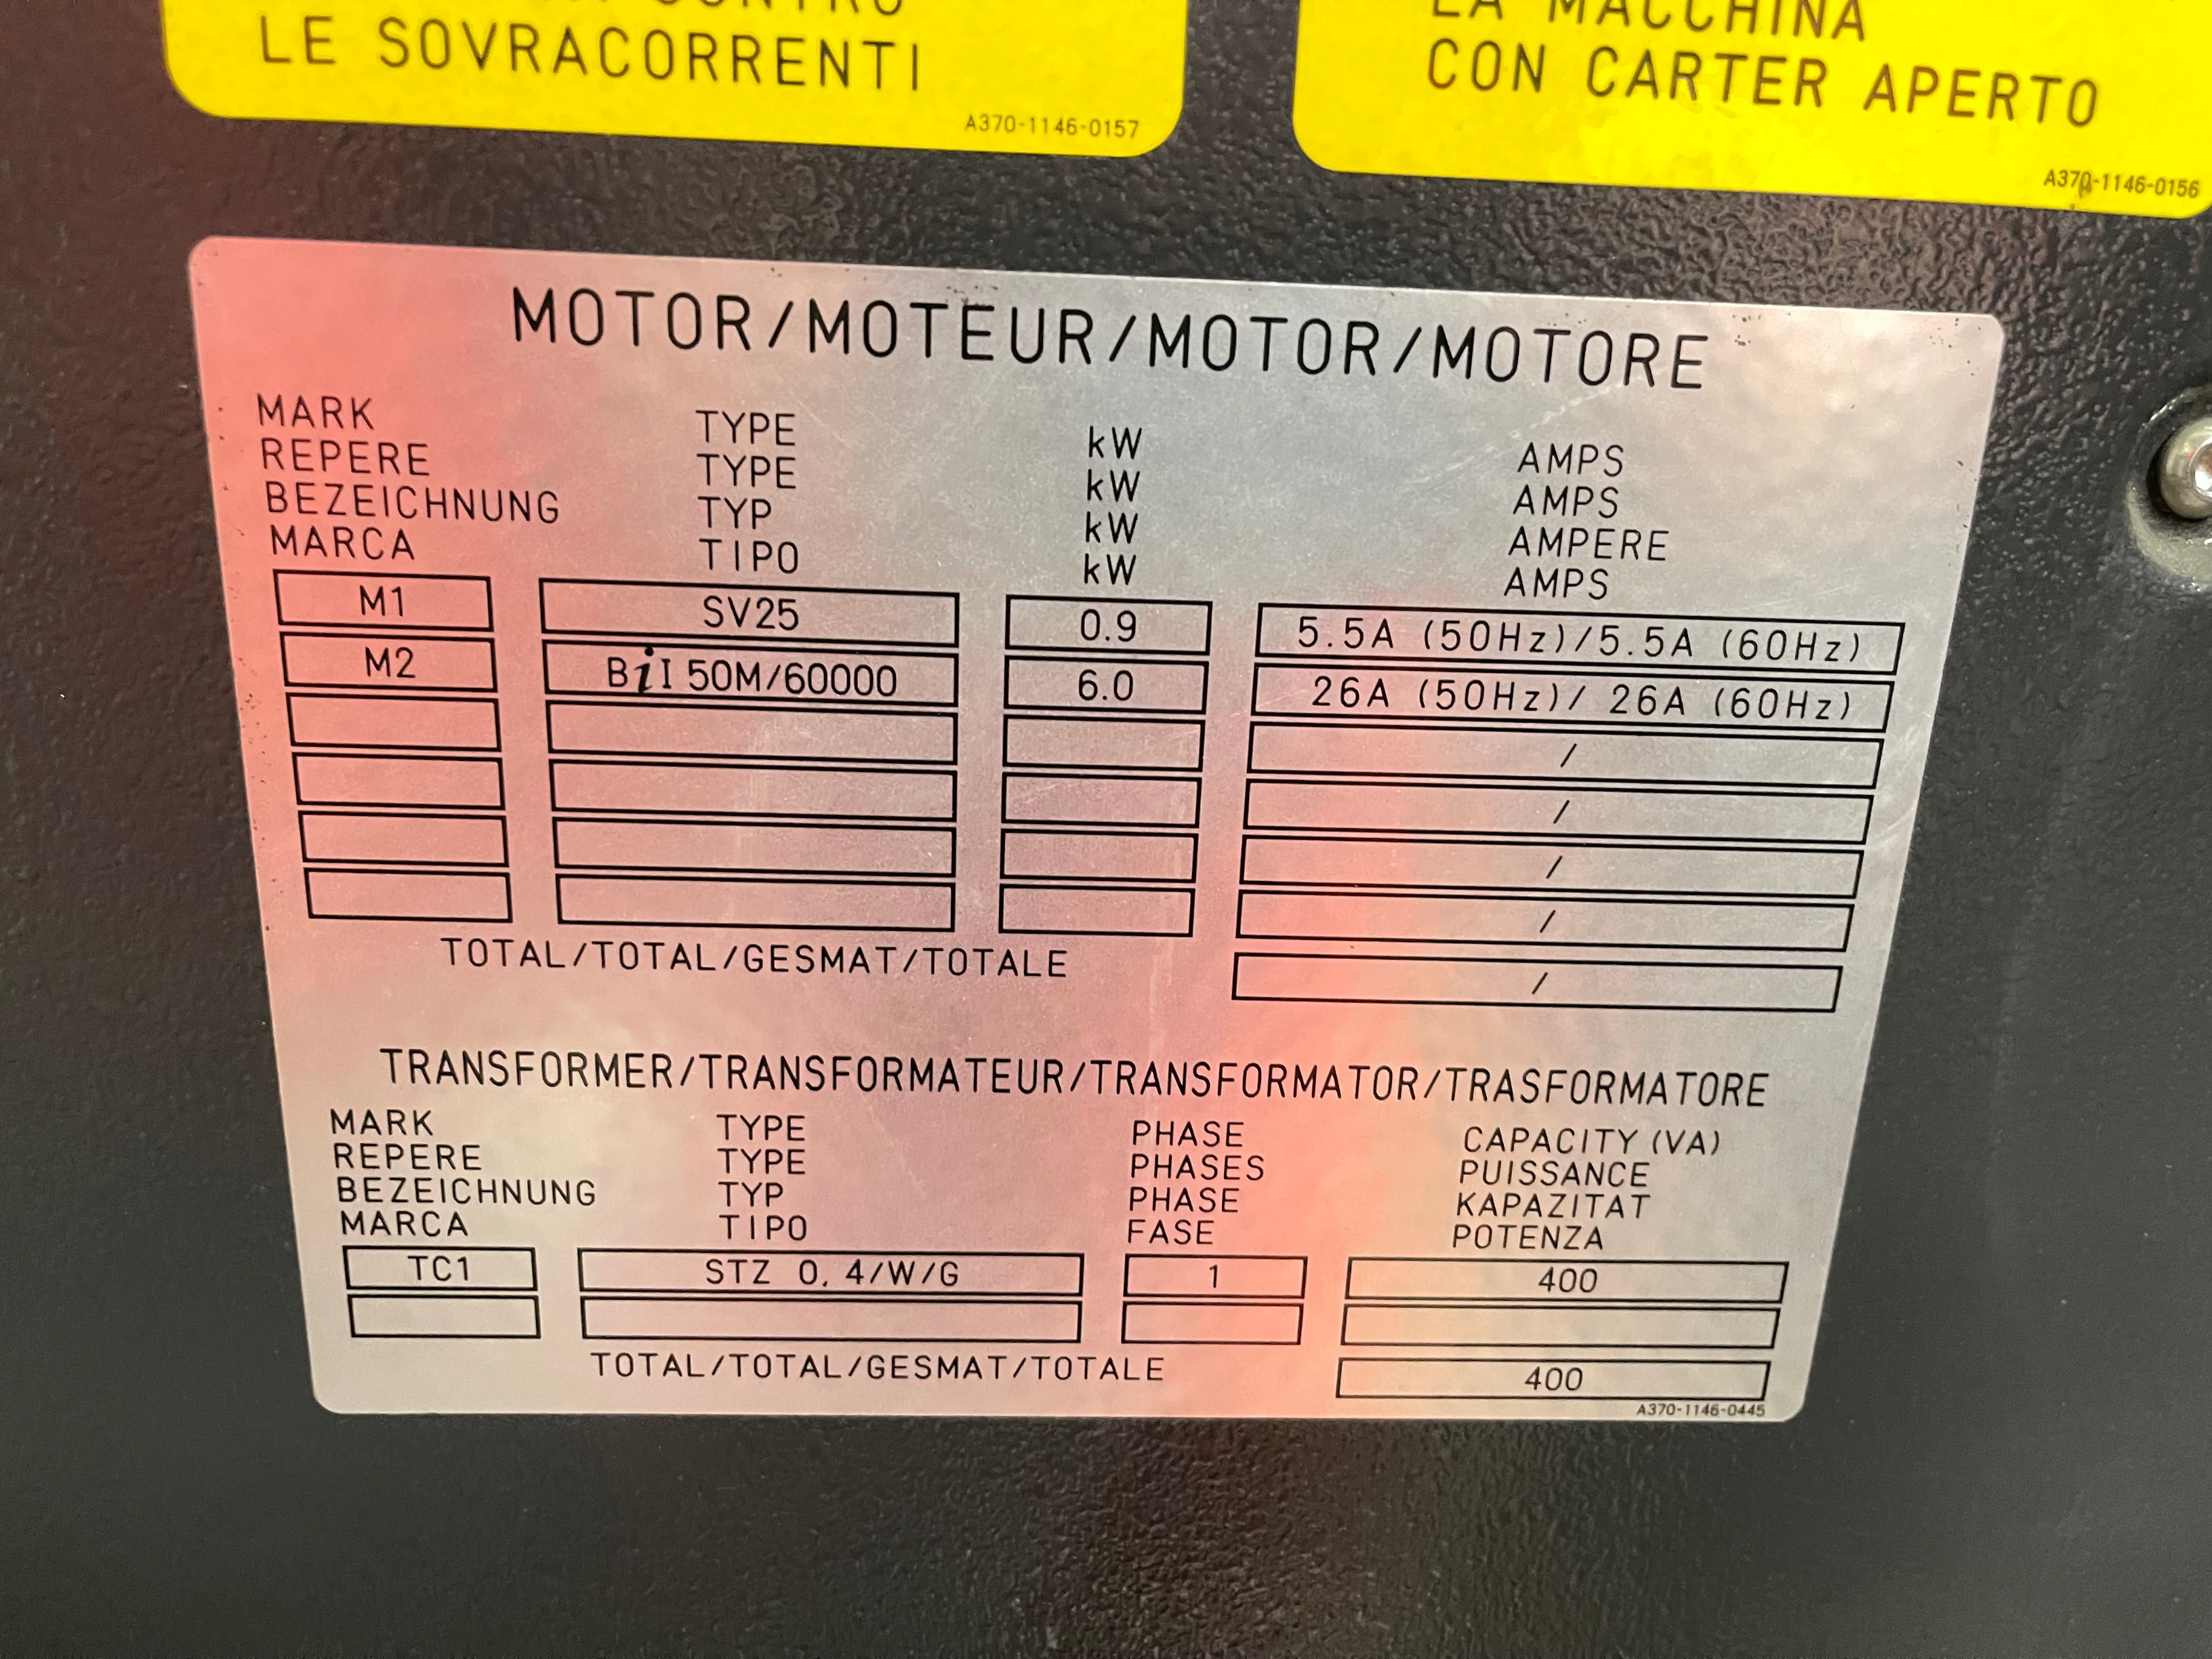 CONTRO
LE SOVRACORRENTI
A370-1146-0157
LA MACCHINA
CON CARTER APERTO
A370-1146-0156
MOTOR/MOTEUR/MOTOR/MOTORE
MARK TYPE kW AMPS
REPERE TYPE kW AMPS
BEZEICHNUNG TYP kW AMPERE
MARCA TIPO kW AMPS
M1 SV25 0.9 5.5A (50Hz)/5.5A (60Hz)
M2 BiI 50M/60000 6.0 26A (50Hz)/ 26A (60Hz)
/
/
/
/
TOTAL/TOTAL/GESMAT/TOTALE /
TRANSFORMER/TRANSFORMATEUR/TRANSFORMATOR/TRASFORMATORE
MARK TYPE PHASE CAPACITY (VA)
REPERE TYPE PHASES PUISSANCE
BEZEICHNUNG TYP PHASE KAPAZITAT
MARCA TIPO FASE POTENZA
TC1 STZ 0, 4/W/G 1 400
TOTAL/TOTAL/GESMAT/TOTALE 400
A370-1146-0445